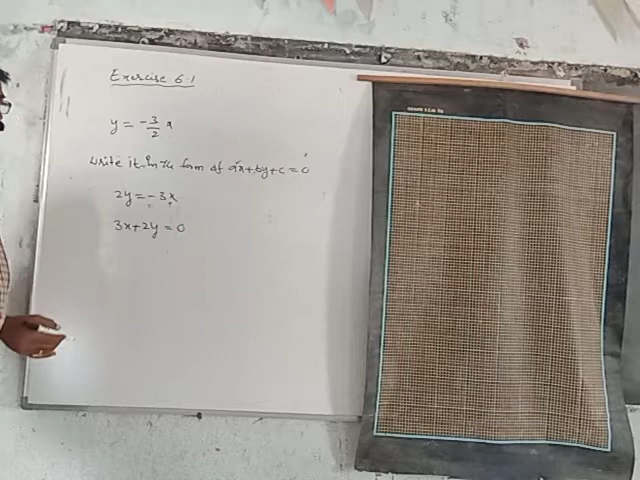 Exercise 6.1
y = -3/2 x
Write it in the form of ax+by+c=0
2y = -3x
3x+2y = 0